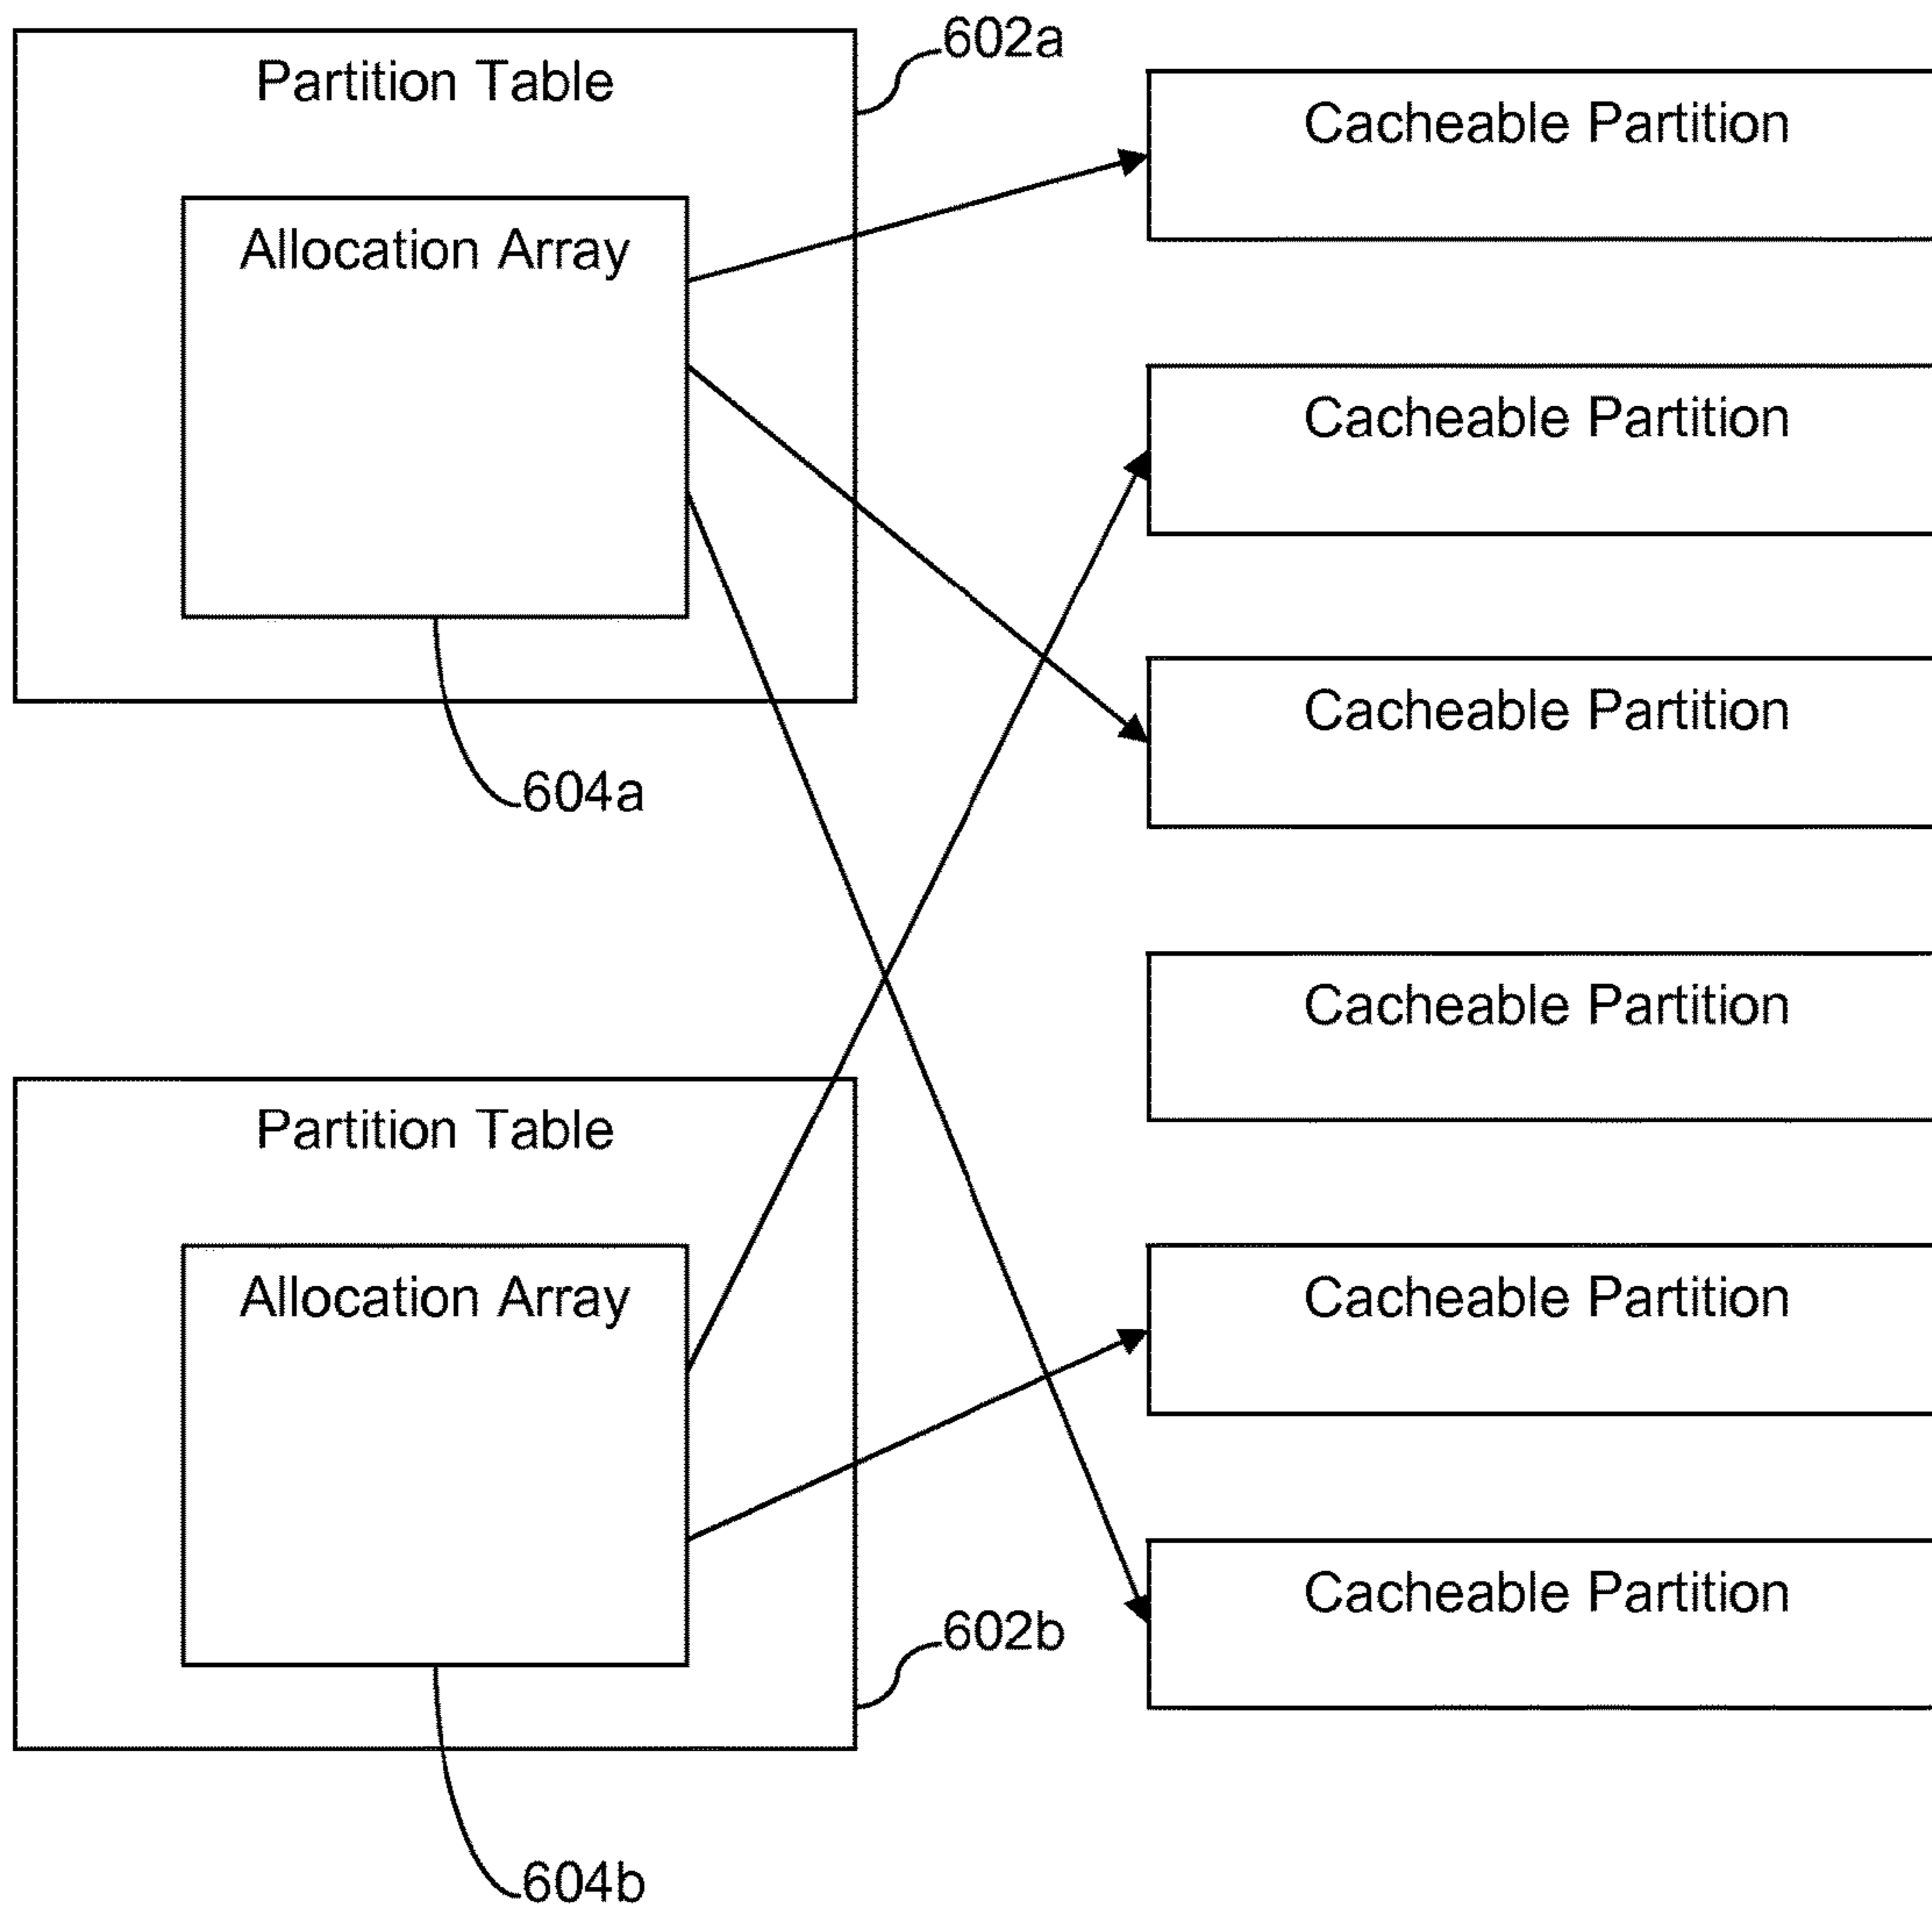 602a
Partition Table
Cacheable Partition
Allocation Array
Cacheable Partition
Cacheable Partition
604a
Cacheable Partition
Partition Table
Allocation Array
Cacheable Partition
Cacheable Partition
602b
604b